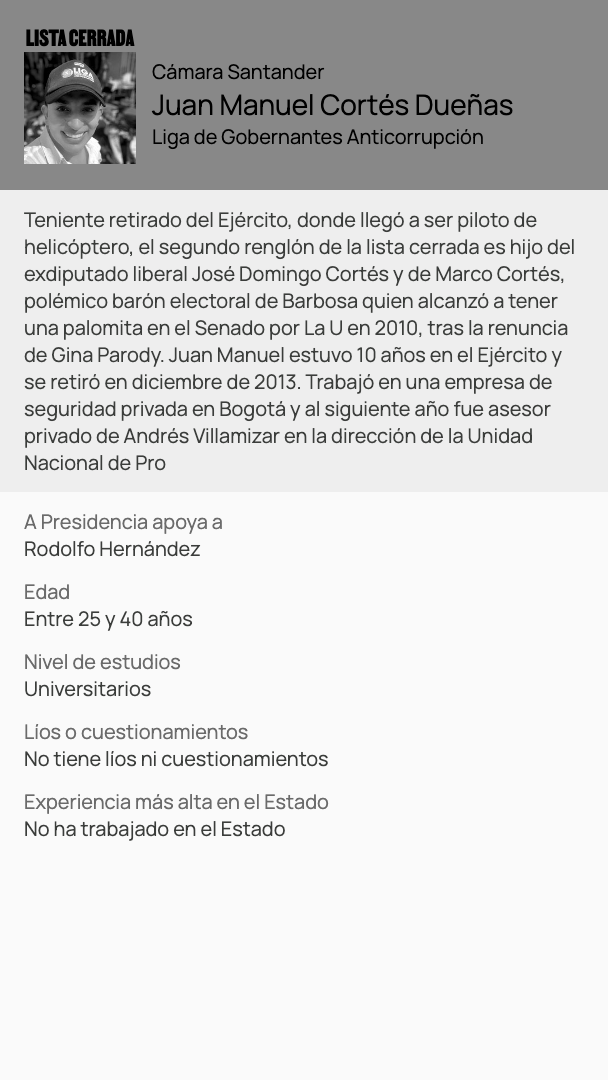 LISTA CERRADA
LIGA
Cámara Santander
Juan Manuel Cortés Dueñas
Liga de Gobernantes Anticorrupción
Teniente retirado del Ejército, donde llegó a ser piloto de
helicóptero, el segundo renglón de la lista cerrada es hijo del
exdiputado liberal José Domingo Cortés y de Marco Cortés,
polémico barón electoral de Barbosa quien alcanzó a tener
una palomita en el Senado por La U en 2010, tras la renuncia
de Gina Parody. Juan Manuel estuvo 10 años en el Ejército y
se retiró en diciembre de 2013. Trabajó en una empresa de
seguridad privada en Bogotá y al siguiente año fue asesor
privado de Andrés Villamizar en la dirección de la Unidad
Nacional de Pro
A Presidencia apoya a
Rodolfo Hernández
Edad
Entre 25 y 40 años
Nivel de estudios
Universitarios
Líos o cuestionamientos
No tiene líos ni cuestionamientos
Experiencia más alta en el Estado
No ha trabajado en el Estado